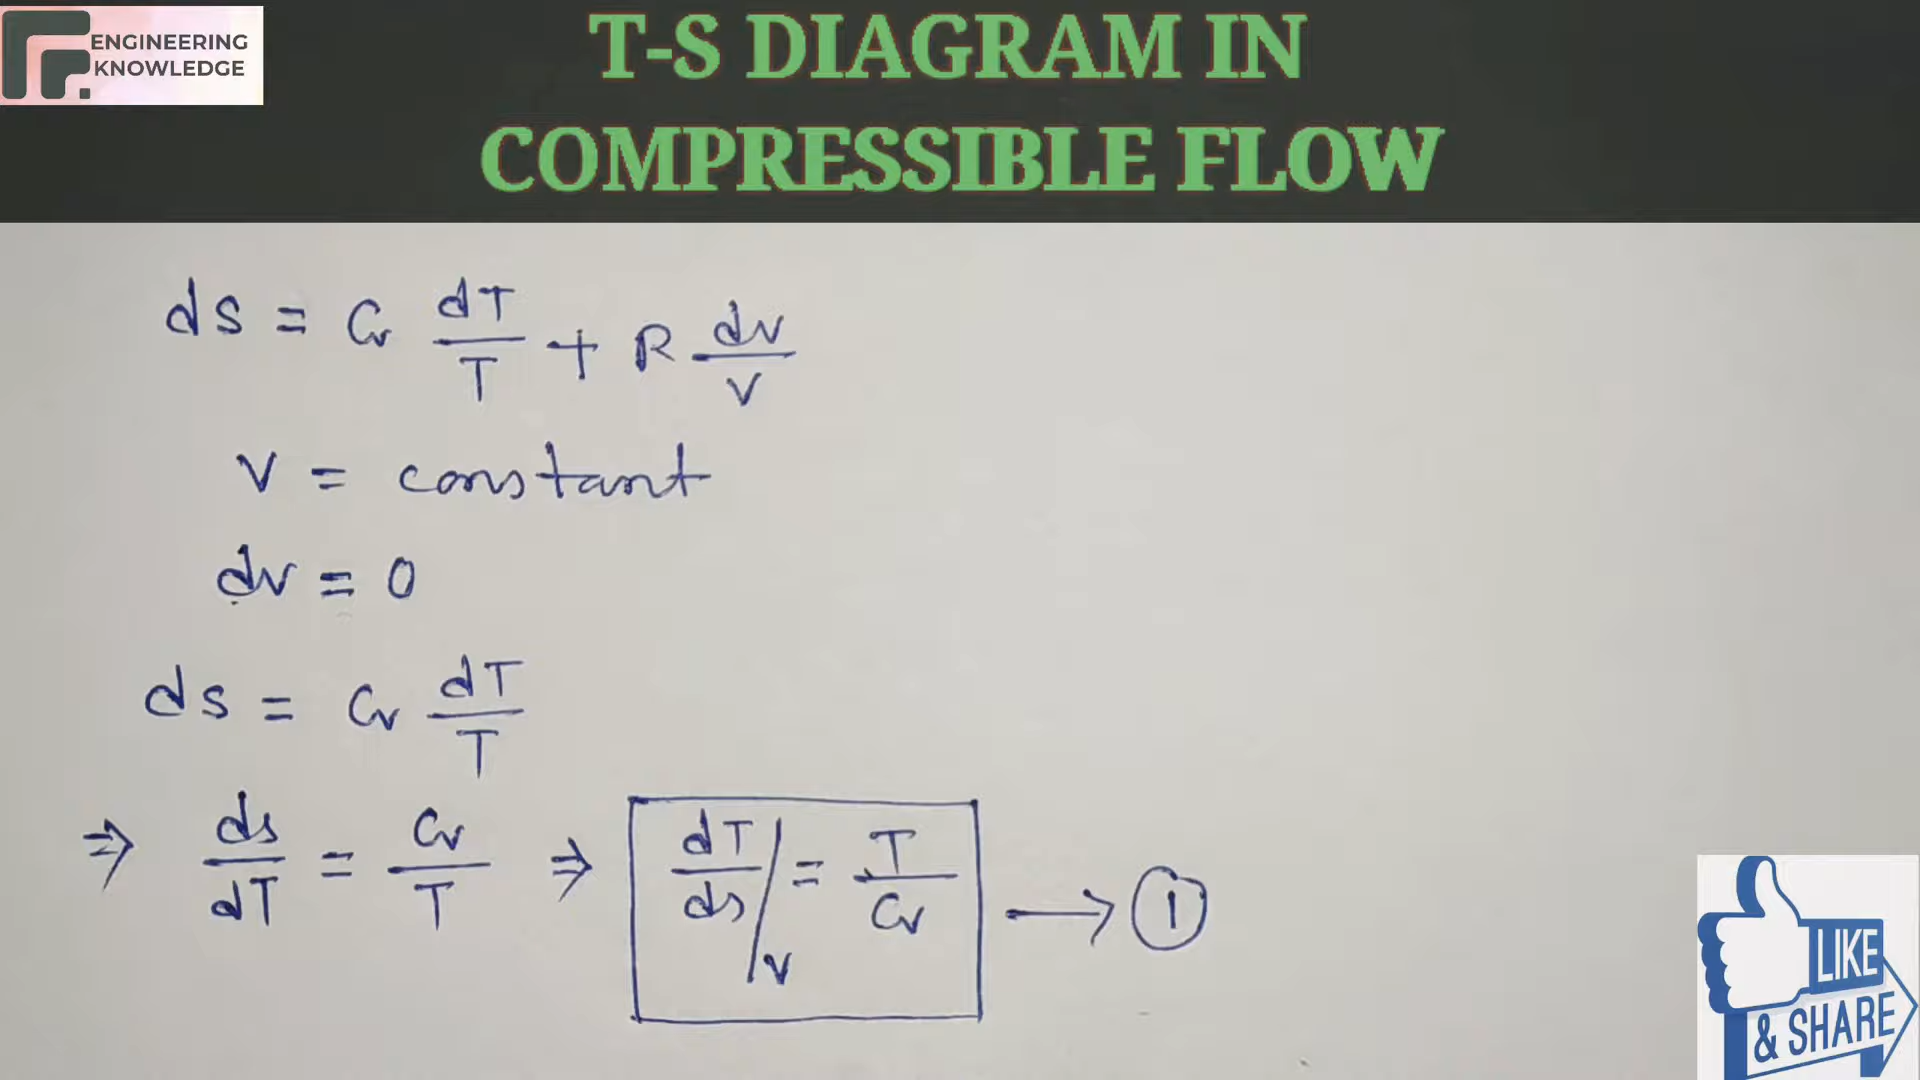 ENGINEERING
KNOWLEDGE
T-S DIAGRAM IN
COMPRESSIBLE FLOW
ds = Cv dT/T + R dv/v
v = constant
dv = 0
ds = Cv dT/T
⇒ ds/dT = Cv/T ⇒ dT/ds|v = T/Cv → ①
LIKE
& SHARE